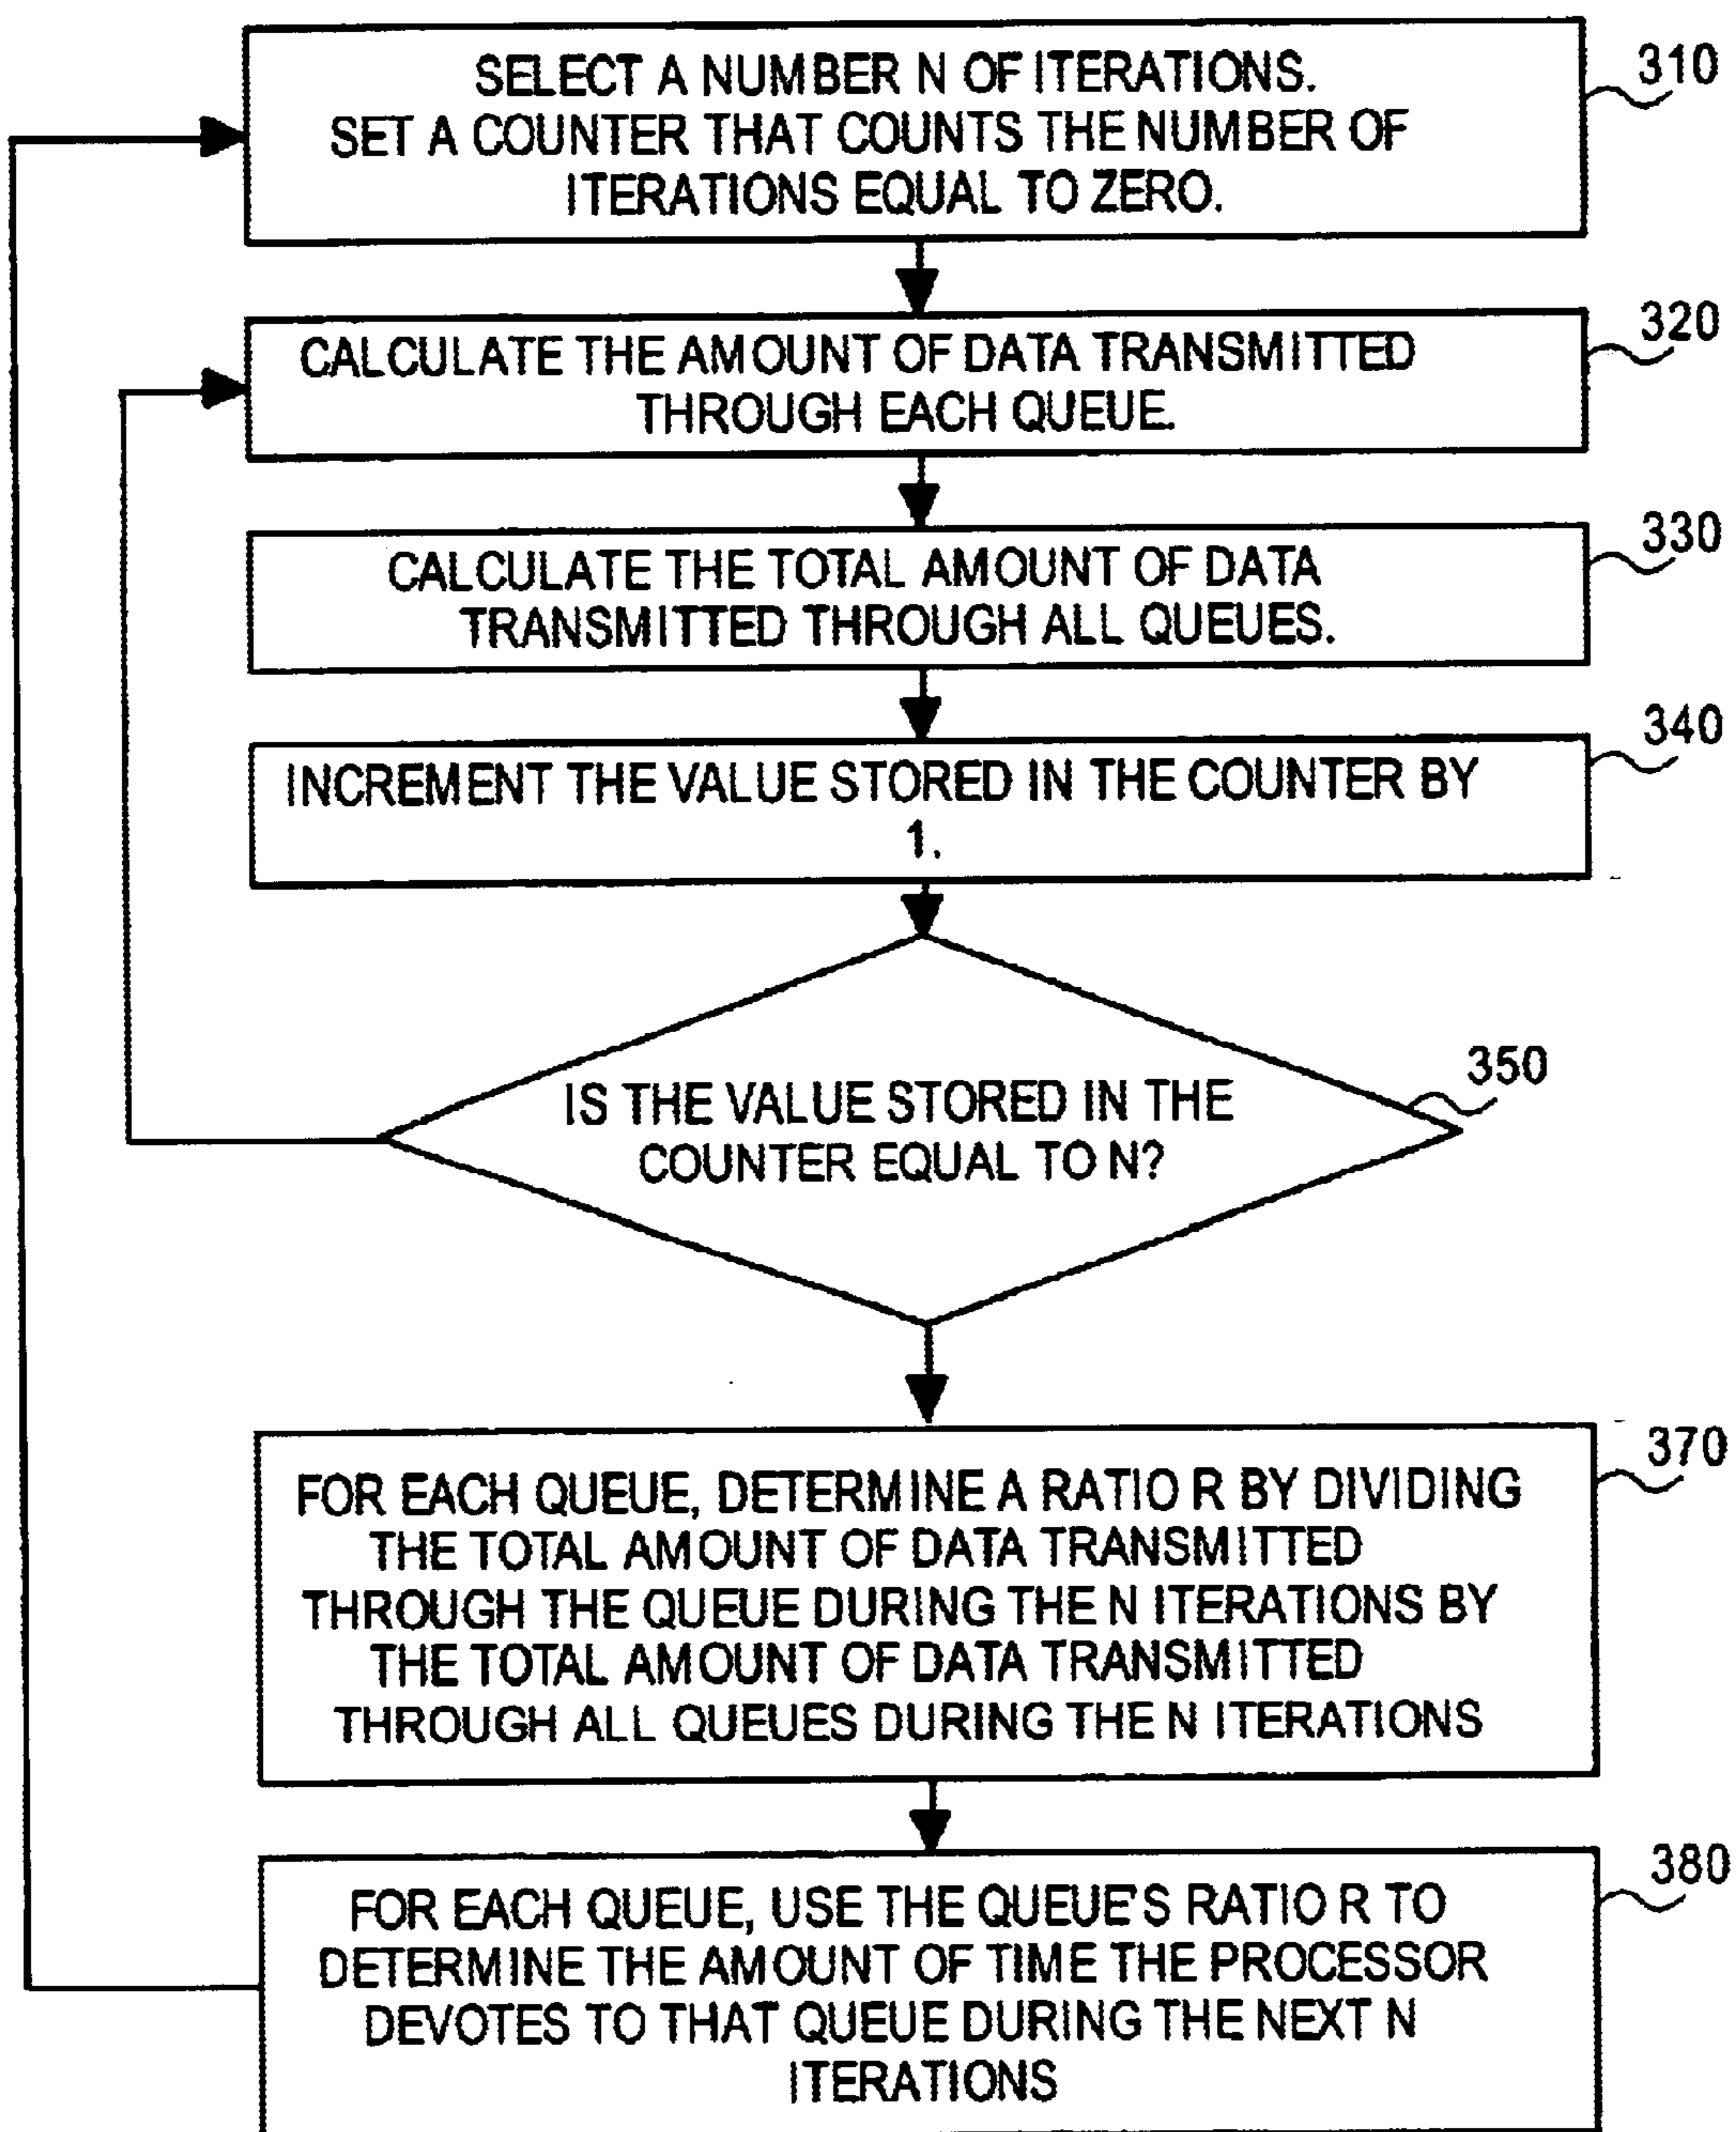 SELECT A NUMBER N OF ITERATIONS.
310
SET A COUNTER THAT COUNTS THE NUMBER OF
ITERATIONS EQUAL TO ZERO.
320
CALCULATE THE AMOUNT OF DATA TRANSMITTED
THROUGH EACH QUEUE.
330
CALCULATE THE TOTAL AMOUNT OF DATA
TRANSMITTED THROUGH ALL QUEUES.
340
INCREMENT THE VALUE STORED IN THE COUNTER BY
1.
350
IS THE VALUE STORED IN THE
COUNTER EQUAL TO N?
370
FOR EACH QUEUE, DETERMINE A RATIO R BY DIVIDING
THE TOTAL AMOUNT OF DATA TRANSMITTED
THROUGH THE QUEUE DURING THE N ITERATIONS BY
THE TOTAL AMOUNT OF DATA TRANSMITTED
THROUGH ALL QUEUES DURING THE N ITERATIONS
380
FOR EACH QUEUE, USE THE QUEUE'S RATIO R TO
DETERMINE THE AMOUNT OF TIME THE PROCESSOR
DEVOTES TO THAT QUEUE DURING THE NEXT N
ITERATIONS